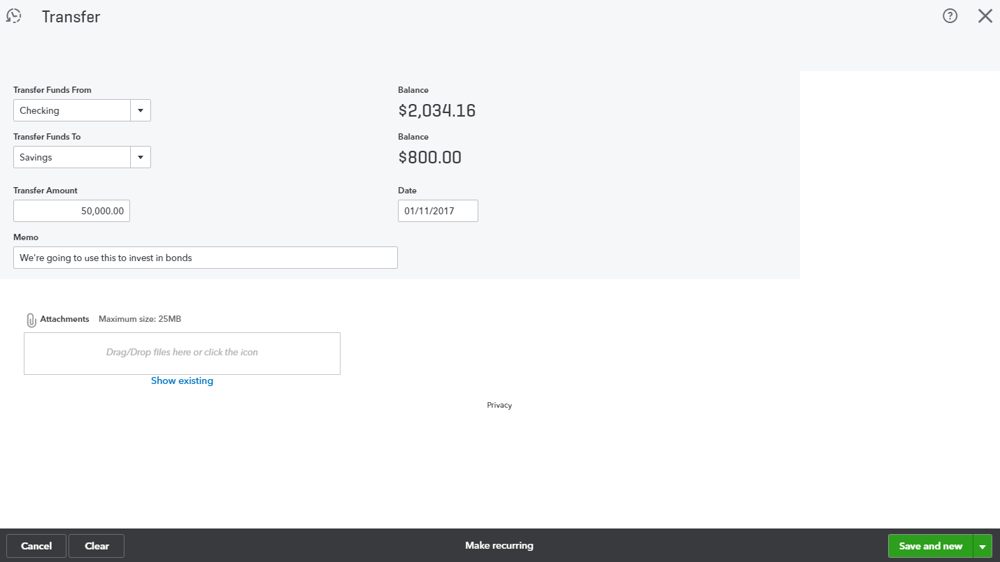 Transfer
Transfer Funds From
Balance
Checking
$2,034.16
Transfer Funds To
Balance
Savings
$800.00
Transfer Amount
Date
50,000.00
01/11/2017
Memo
We're going to use this to invest in bonds
Attachments Maximum size: 25MB
Drag/Drop files here or click the icon
Show existing
Privacy
Cancel
Clear
Make recurring
Save and new